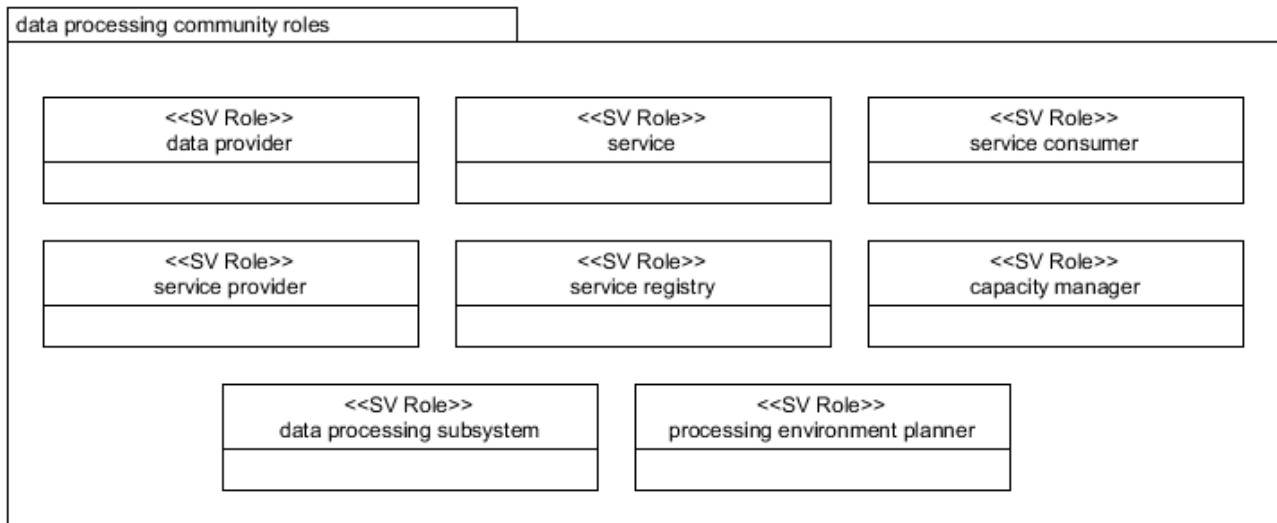 data processing community roles
<<SV Role>>
data provider
<<SV Role>>
service
<<SV Role>>
service consumer
<<SV Role>>
service provider
<<SV Role>>
service registry
<<SV Role>>
capacity manager
<<SV Role>>
data processing subsystem
<<SV Role>>
processing environment planner